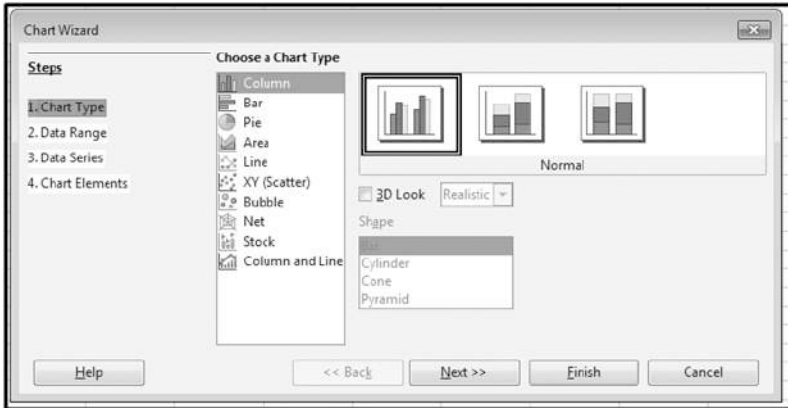 Chart Wizard
Steps
1. Chart Type
2. Data Range
3. Data Series
4. Chart Elements
Choose a Chart Type
Column
Bar
Pie
Area
Line
XY (Scatter)
Bubble
Net
Stock
Column and Line
Normal
3D Look Realistic
Shape
Bar
Cylinder
Cone
Pyramid
Help << Back Next >> Finish Cancel